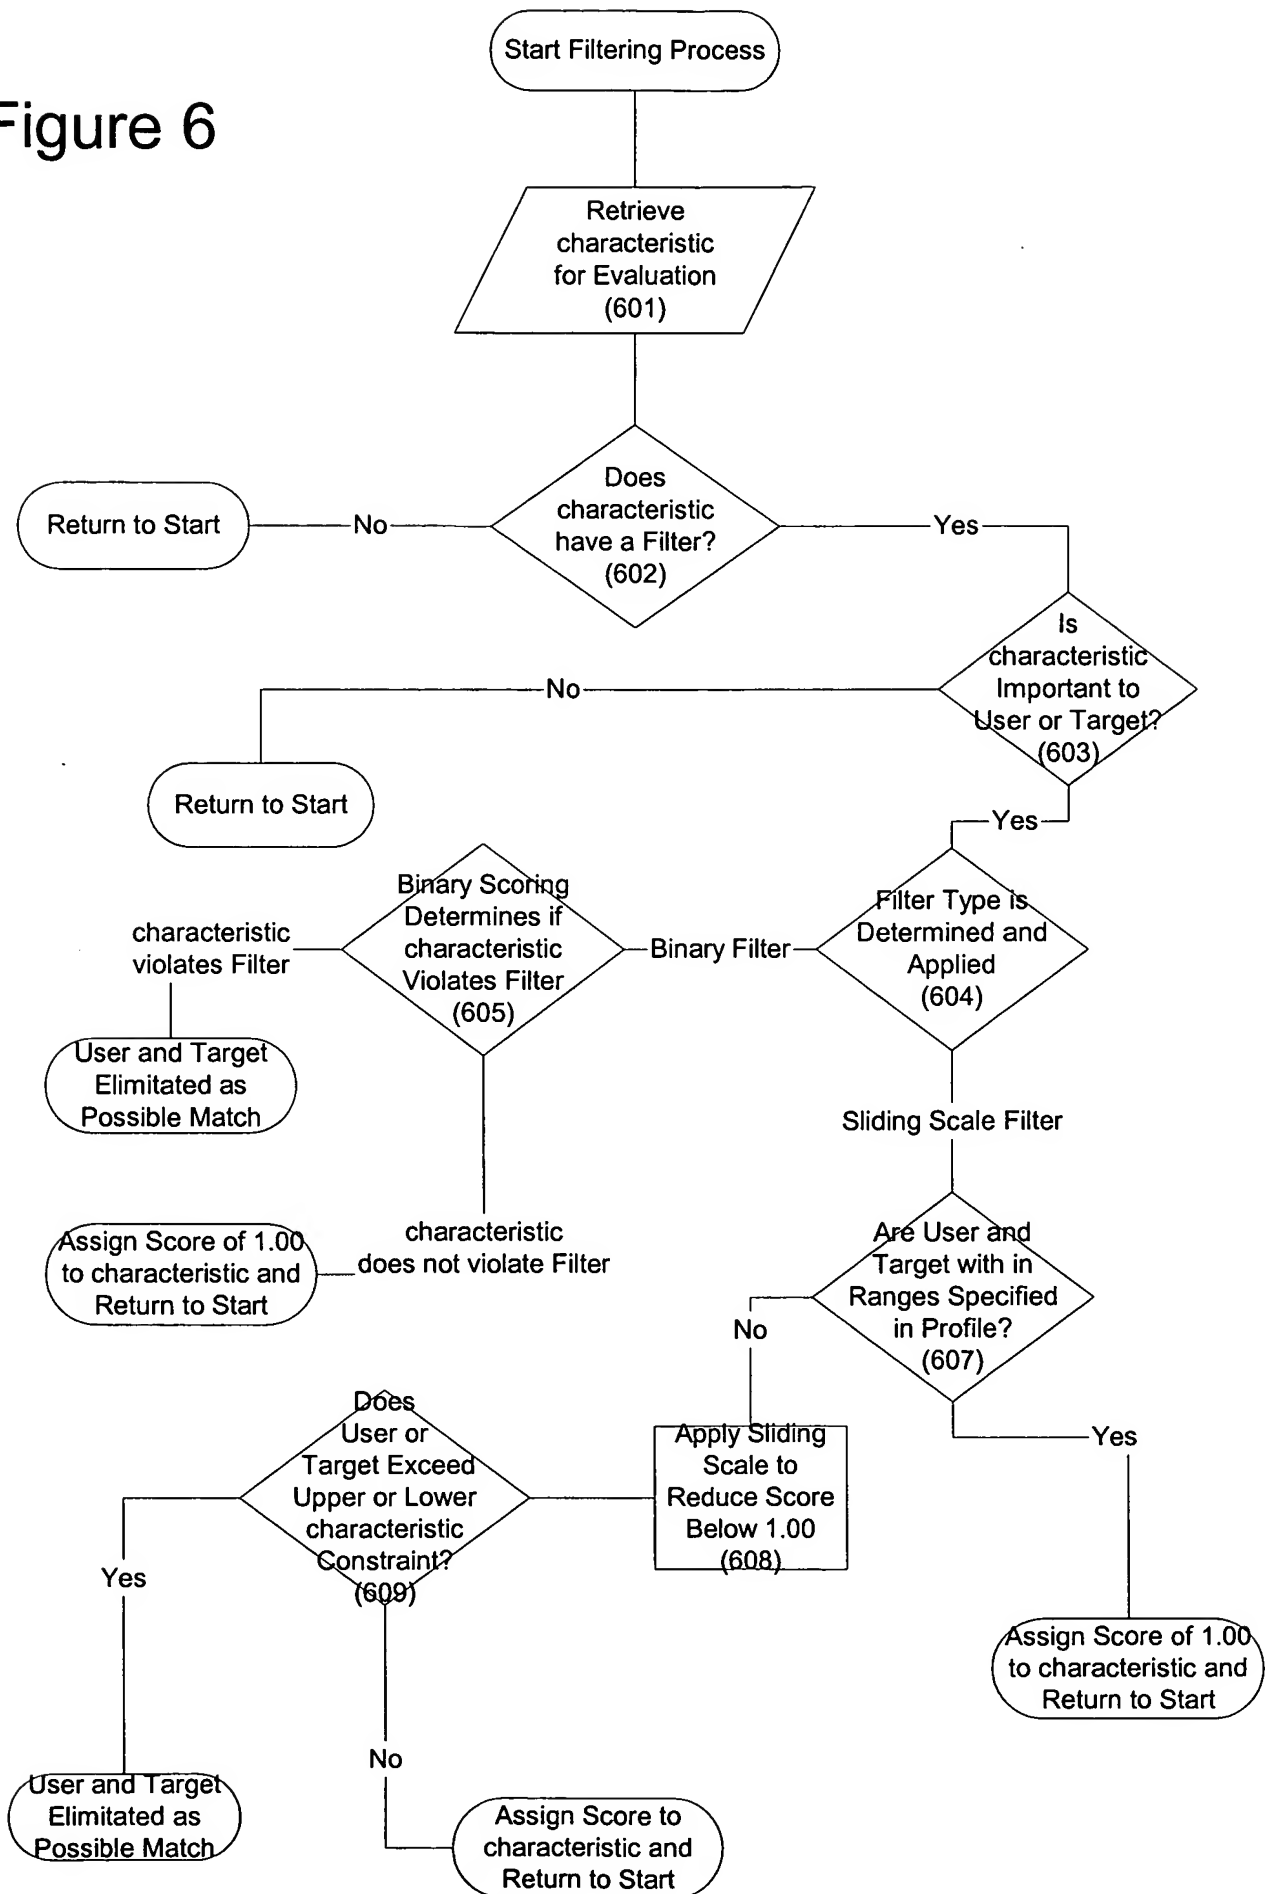 Start Filtering Process
Figure 6
Retrieve
characteristic
for Evaluation
(601)
Does
characteristic
have a Filter?
(602)
Return to Start
No
Yes
Is
characteristic
Important to
User or Target?
(603)
No
Return to Start
Yes
Binary Scoring
Determines if
characteristic
Violates Filter
(605)
Filter Type is
Determined and
Applied
(604)
Binary Filter
characteristic
violates Filter
User and Target
Elimitated as
Possible Match
Sliding Scale Filter
characteristic
does not violate Filter
Assign Score of 1.00
to characteristic and
Return to Start
Are User and
Target with in
Ranges Specified
in Profile?
(607)
No
Yes
Does
User or
Target Exceed
Upper or Lower
characteristic
Constraint?
(609)
Apply Sliding
Scale to
Reduce Score
Below 1.00
(608)
Yes
Assign Score of 1.00
to characteristic and
Return to Start
No
User and Target
Elimitated as
Possible Match
Assign Score to
characteristic and
Return to Start